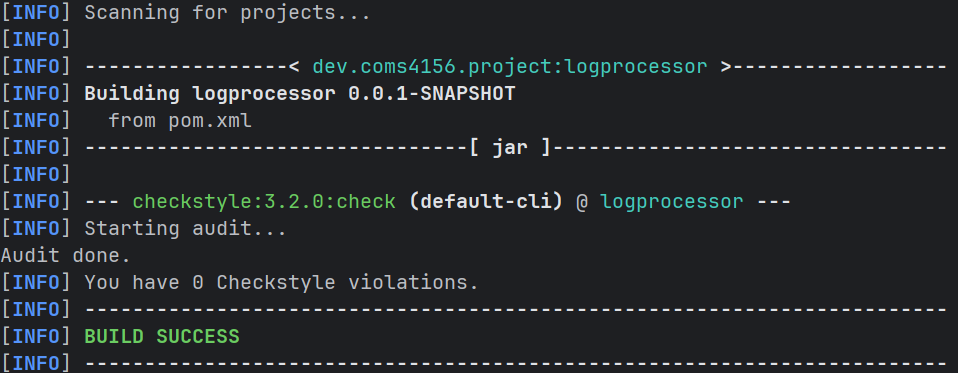 [INFO] Scanning for projects...
[INFO]
[INFO] -----------------< dev.coms4156.project:logprocessor >------------------
[INFO] Building logprocessor 0.0.1-SNAPSHOT
[INFO]   from pom.xml
[INFO] --------------------------------[ jar ]---------------------------------
[INFO]
[INFO] --- checkstyle:3.2.0:check (default-cli) @ logprocessor ---
[INFO] Starting audit...
Audit done.
[INFO] You have 0 Checkstyle violations.
[INFO] ------------------------------------------------------------------------
[INFO] BUILD SUCCESS
[INFO] ------------------------------------------------------------------------